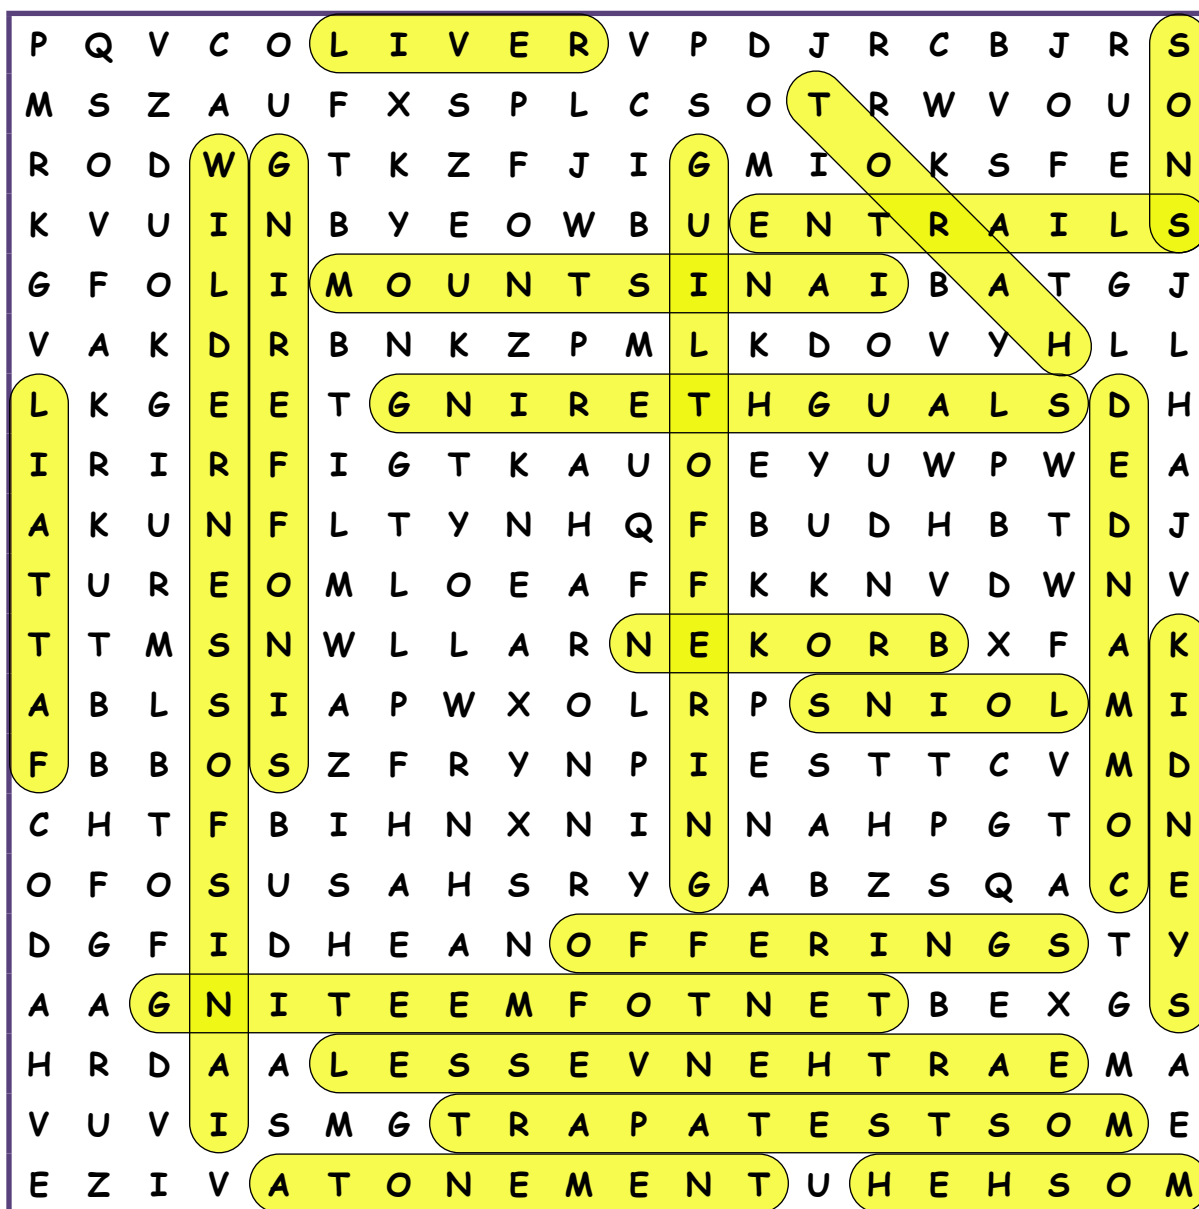 P Q V C O L I V E R V P D J R C B J R S
M S Z A U F X S P L C S O T R W V O U O
R O D W G T K Z F J I G M I O K S F E N
K V U I N B Y E O W B U E N T R A I L S
G F O L I M O U N T S I N A I B A T G J
V A K D R B N K Z P M L K D O V Y H L L
L K G E E T G N I R E T H G U A L S D H
I R I R F I G T K A U O E Y U W P W E A
A K U N F L T Y N H Q F B U D H B T D J
T U R E O M L O E A F F K K N V D W N V
T T M S N W L L A R N E K O R B X F A K
A B L S I A P W X O L R P S N I O L M I
F B B O S Z F R Y N P I E S T T C V M D
C H T F B I H N X N I N N A H P G T O N
O F O S U S A H S R Y G A B Z S Q A C E
D G F I D H E A N O F F E R I N G S T Y
A A G N I T E E M F O T N E T B E X G S
H R D A A L E S S E V N E H T R A E M A
V U V I S M G T R A P A T E S T S O M E
E Z I V A T O N E M E N T U H E H S O M